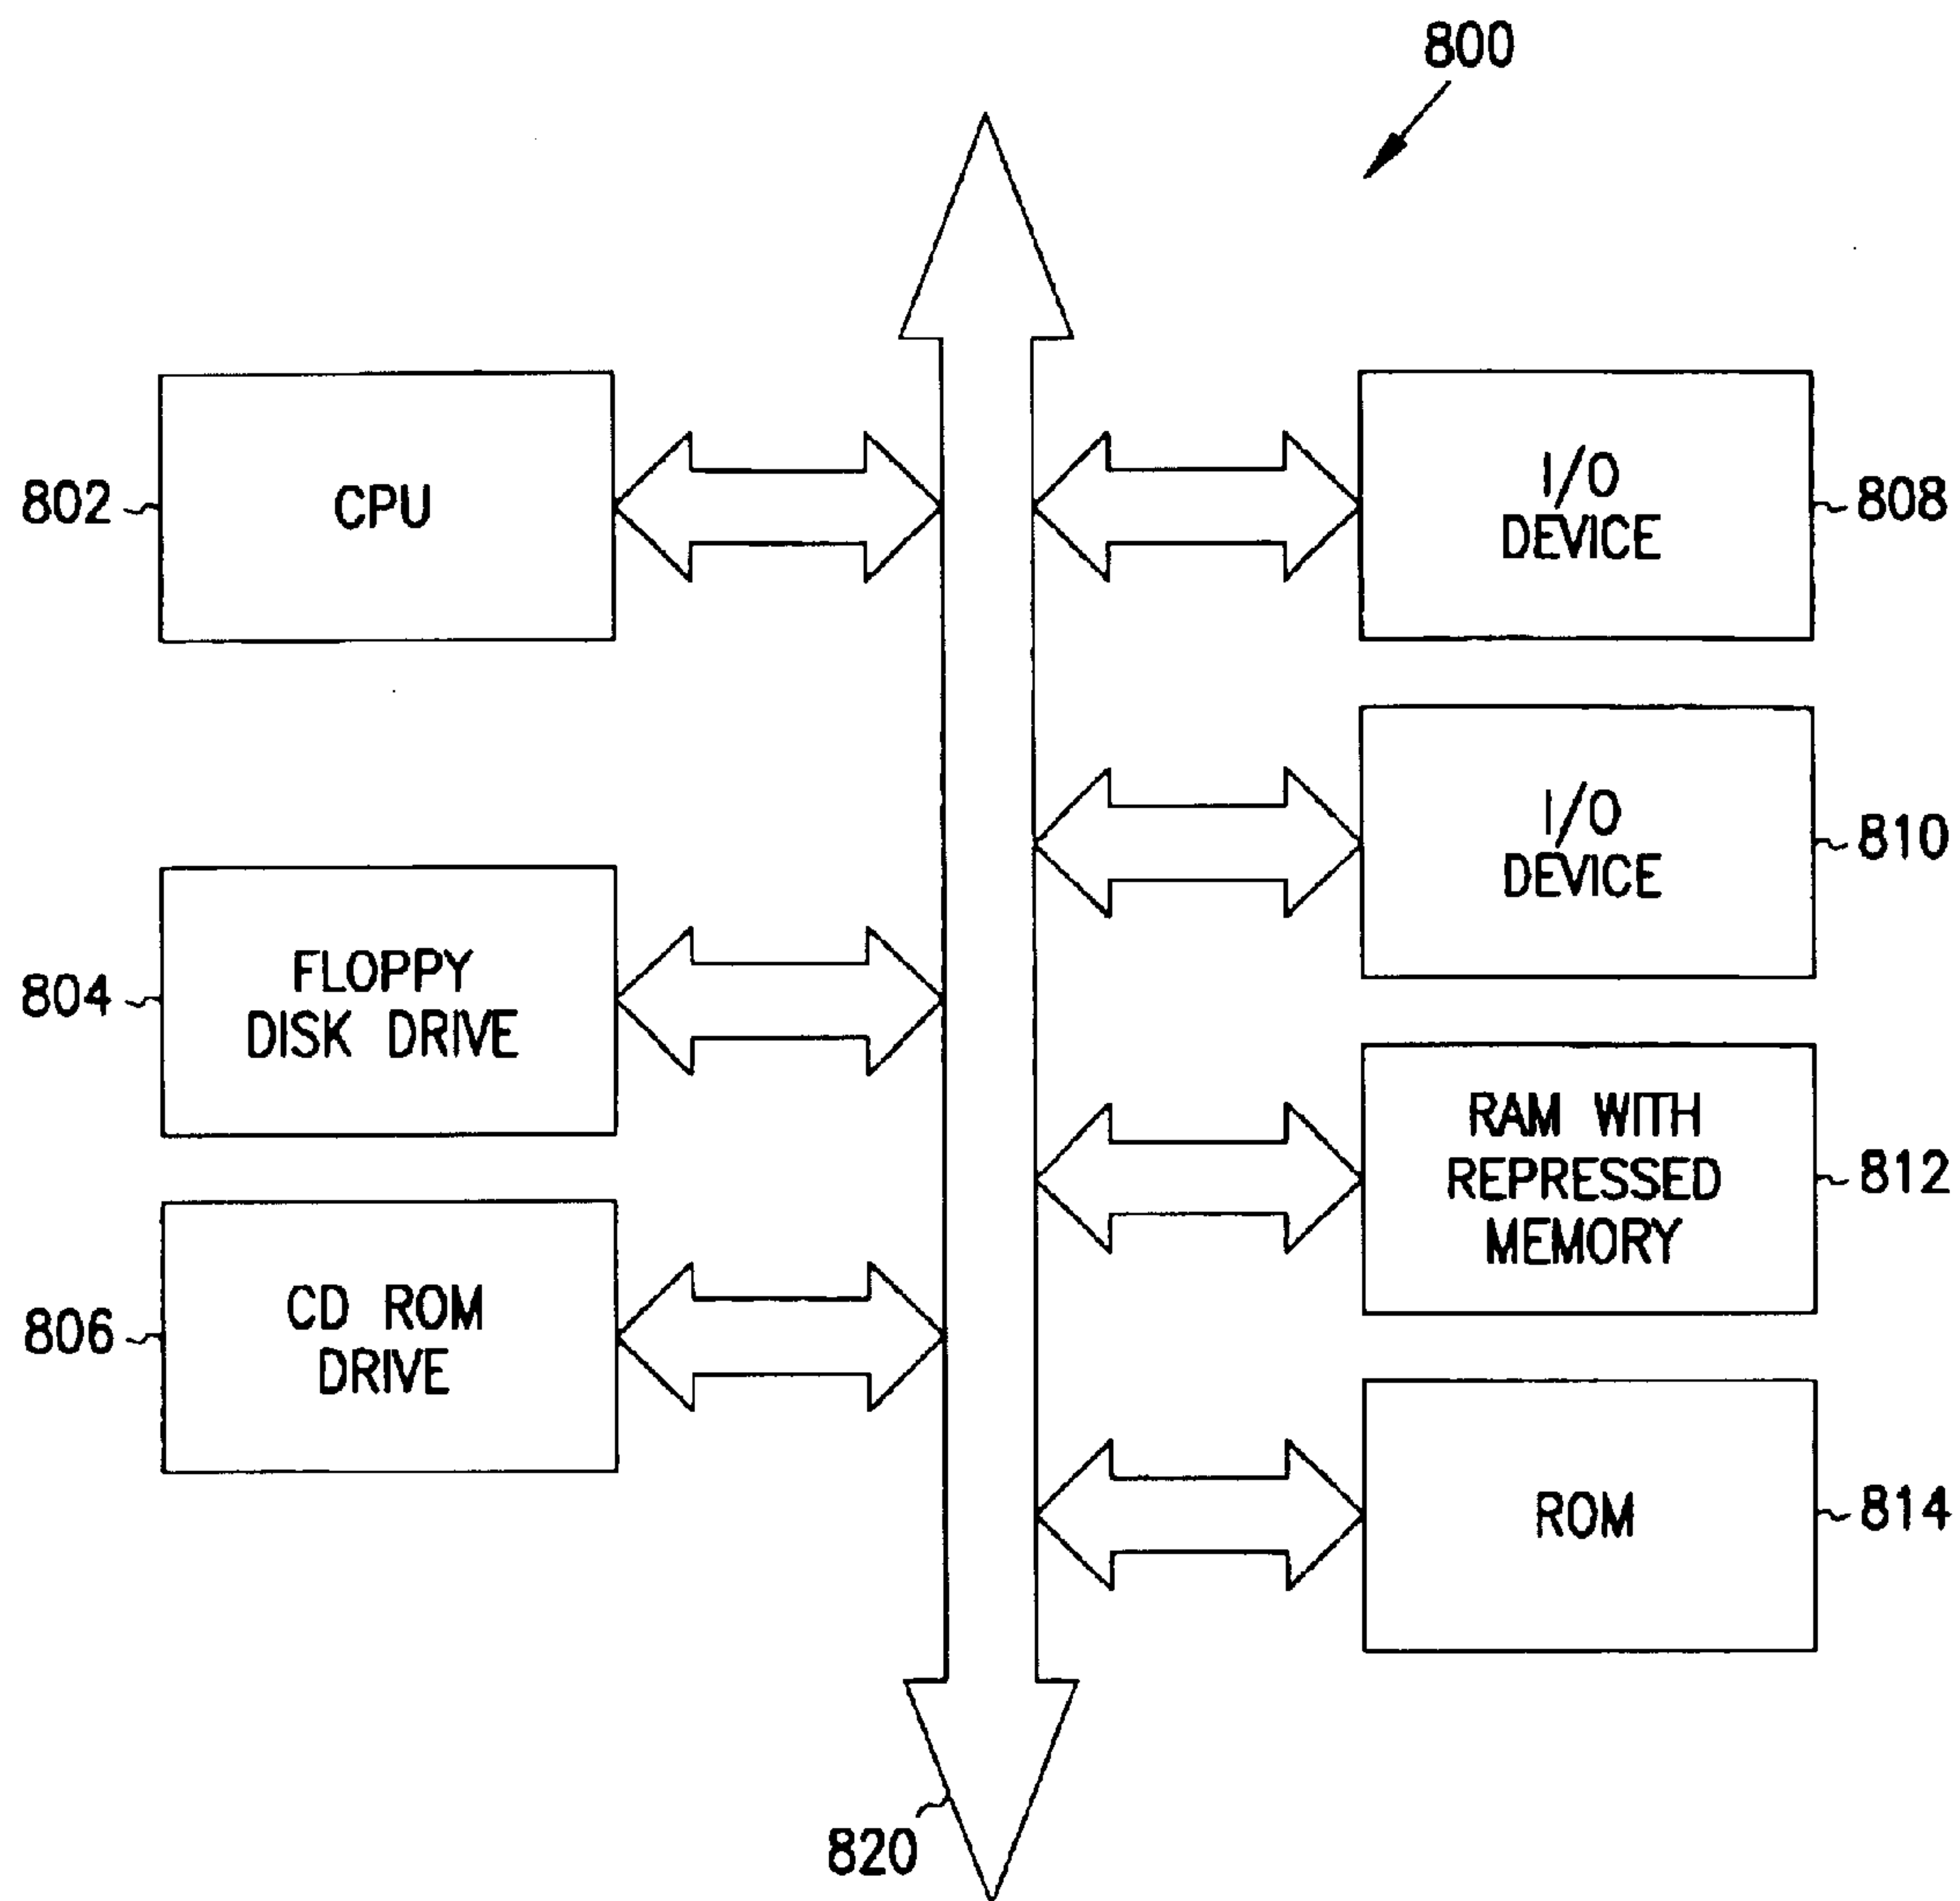 800
802
CPU
I/O
DEVICE
808
I/O
DEVICE
810
804
FLOPPY
DISK DRIVE
RAM WITH
REPRESSED
MEMORY
812
806
CD ROM
DRIVE
ROM
814
820